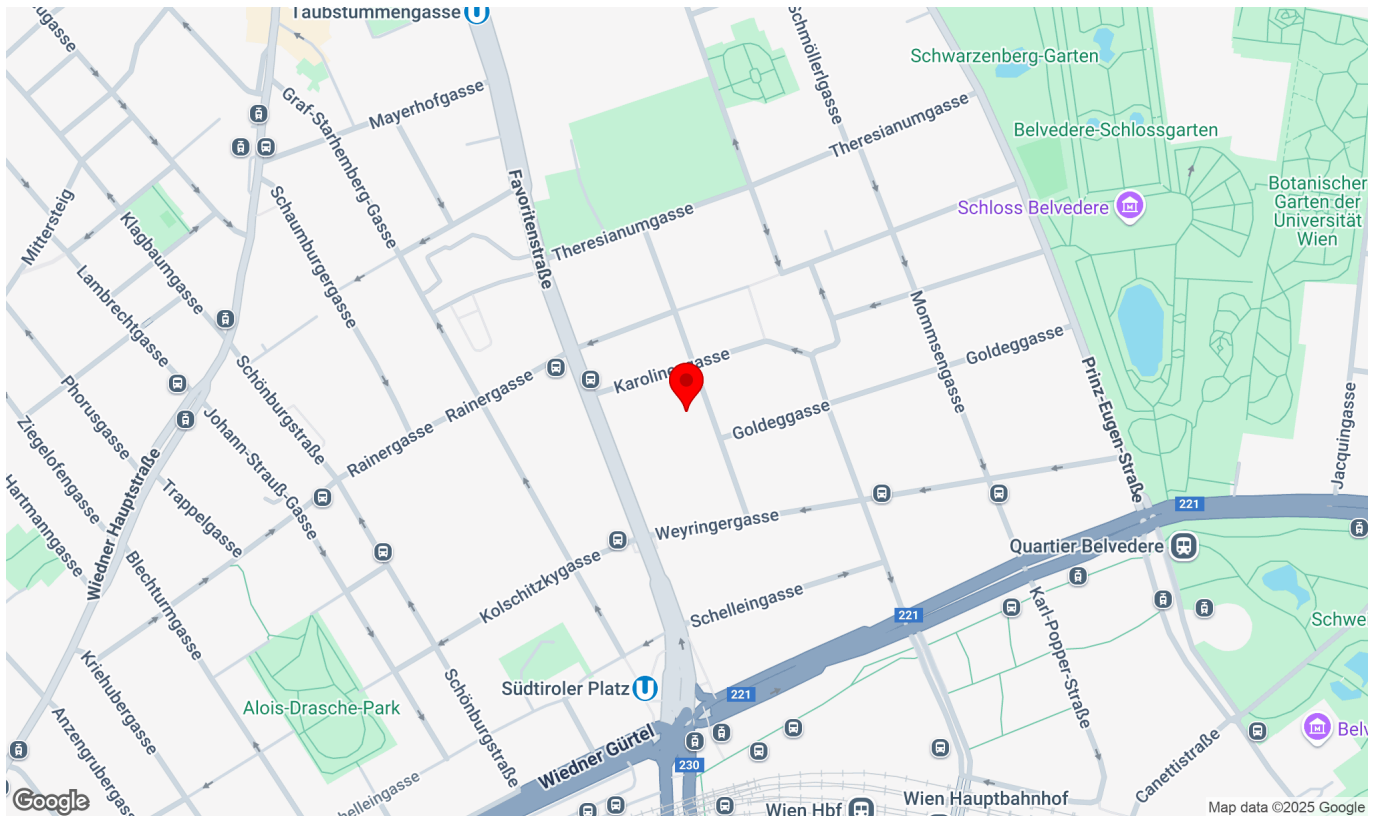 Taubstummengasse
ugasse
Schmöllerlgasse
Schwarzenberg-Garten
Graf-Starhemberg-Gasse
Mayerhofgasse
Theresianumgasse
Belvedere-Schlossgarten
Favoritenstraße
Mittersteig
Klagbaumgasse
Schaumburgergasse
Schloss Belvedere
Botanischer
Garten der
Universität
Wien
Theresianumgasse
Lambrechtgasse
Mommsengasse
Goldeggasse
Karolinengasse
Prinz-Eugen-Straße
Schönburgstraße
Rainergasse
Rainergasse
Goldeggasse
Jacquingasse
Phorusgasse
Johann-Strauß-Gasse
Ziegelofengasse
Wiedner Hauptstraße
Trappelgasse
Hartmanngasse
221
Weyringergasse
Quartier Belvedere
Kolschitzkygasse
Blechturmgasse
Schelleingasse
221
Karl-Popper-Straße
Schwe
Kriehubergasse
Schönburgstraße
Südtiroler Platz
221
Alois-Drasche-Park
Anzengrubergasse
Belv
Wiedner Gürtel
230
Canettistraße
helleingasse
Wien Hauptbahnhof
Wien Hbf
Google
Map data ©2025 Google